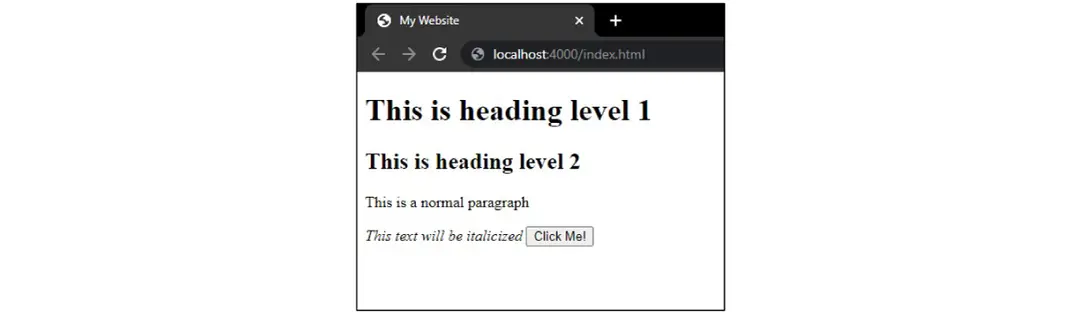 My Website
localhost:4000/index.html
This is heading level 1
This is heading level 2
This is a normal paragraph
This text will be italicized Click Me!